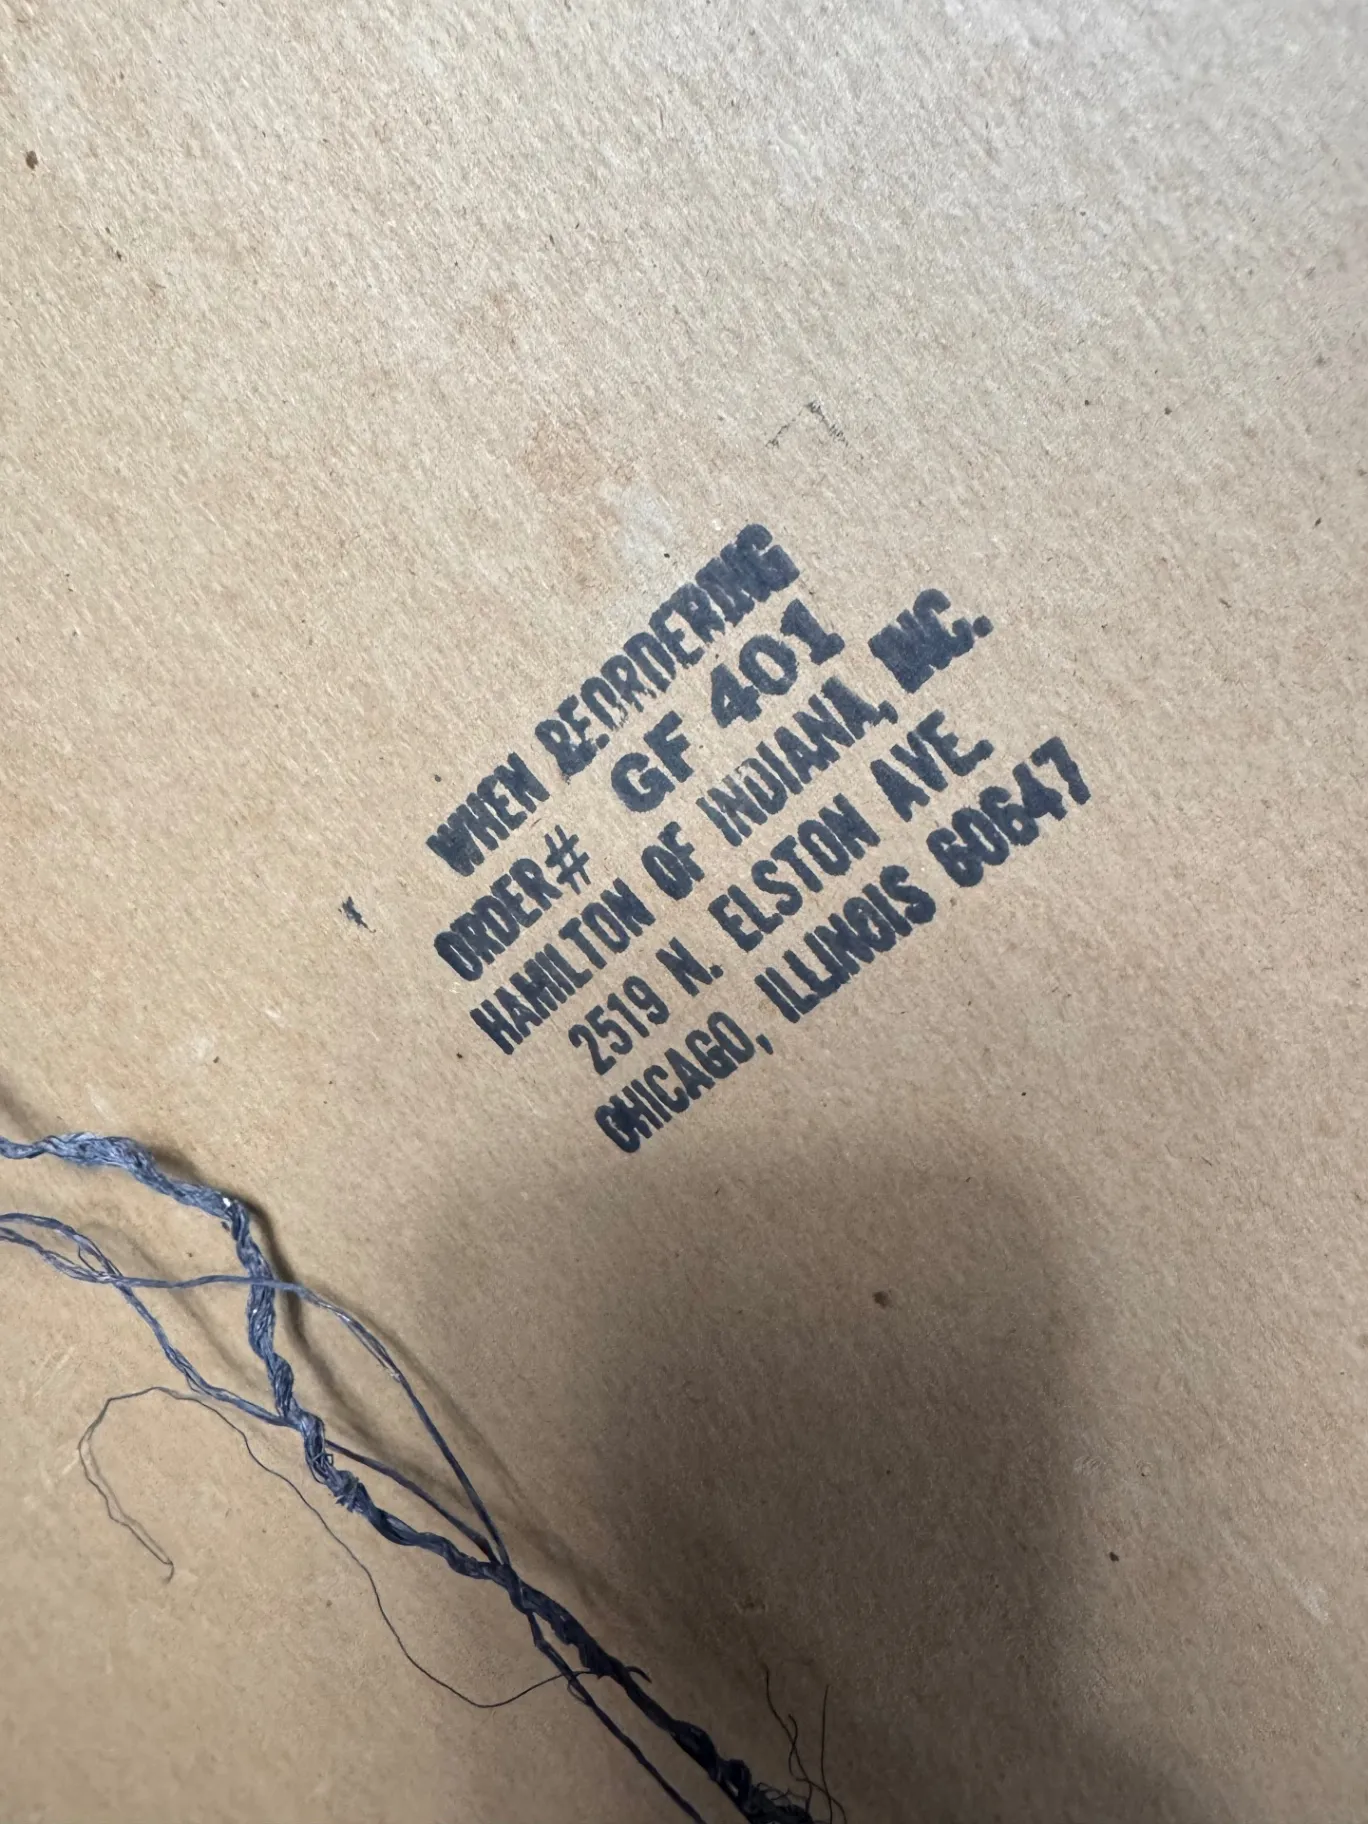 WHEN REORDERING
ORDER# GF 401
HAMILTON OF INDIANA, INC.
2519 N. ELSTON AVE.
CHICAGO, ILLINOIS 60647